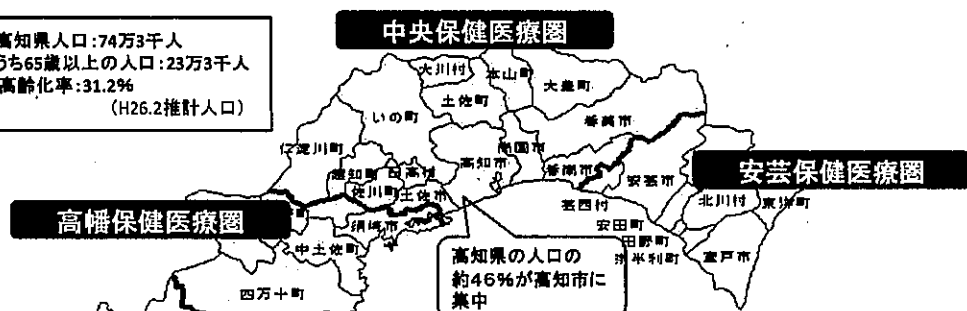 中央保健医療圏
高知県人口:74万3千人
うち65歳以上の人口:23万3千人
高齢化率:31.2%
(H26.2推計人口)
大川村
本山町
大豊町
土佐町
いの町
香美市
仁淀川町
南国市
高知市
越知町
日高村
香南市
安芸市
安芸保健医療圏
佐川町
土佐市
北川村
東洋町
芸西村
高幡保健医療圏
須崎市
安田町
田野町
中土佐町
奈半利町
室戸市
高知県の人口の
約46%が高知市に
集中
四万十町